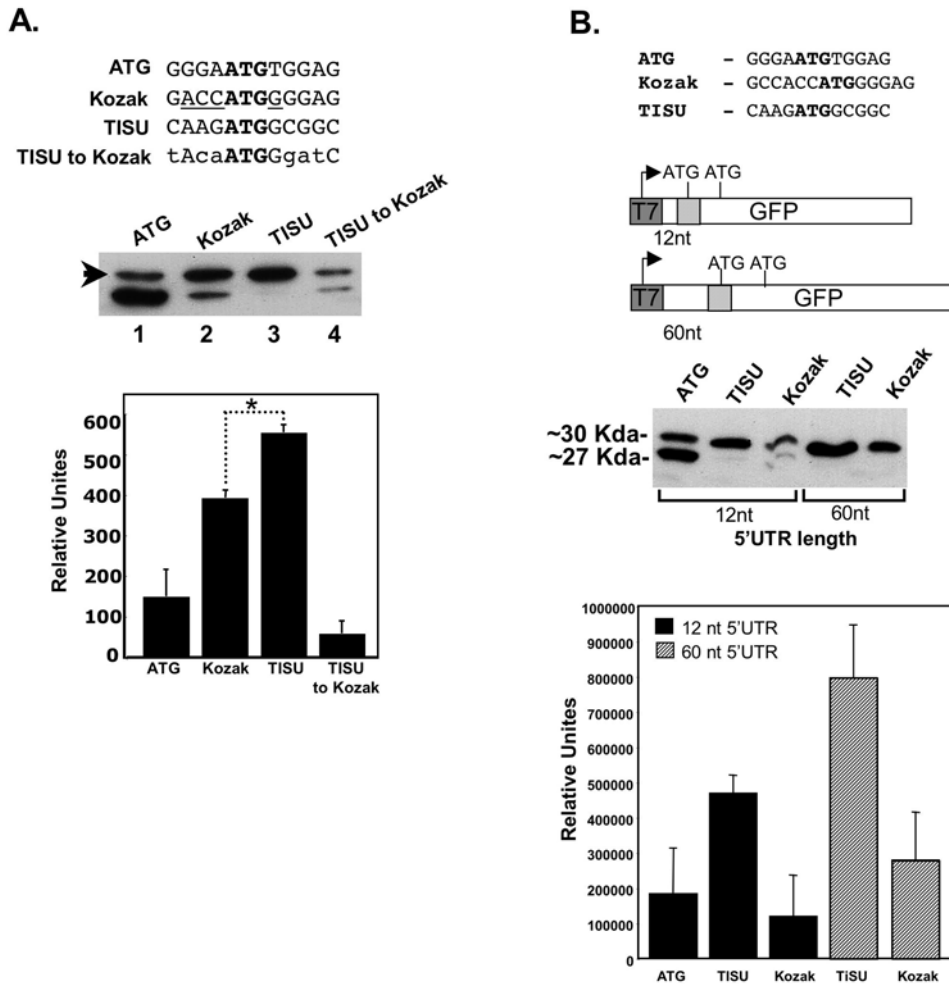 A.
ATG GGGAATGTGGAG
Kozak GACCATGGGGAG
TISU CAAGATGGCGGC
TISU to Kozak tAcaATGGgatC
ATG Kozak TISU TISU to Kozak
1 2 3 4
600
500
400
300
200
100
0
Relative Unites
*
ATG Kozak TISU TISU to Kozak
B.
ATG - GGGAATGTGGAG
Kozak - GCCACCATGGGGAG
TISU - CAAGATGGCGGC
ATG ATG
T7 GFP
12nt
ATG ATG
T7 GFP
60nt
ATG TISU Kozak TISU Kozak
~30 Kda-
~27 Kda-
12nt 60nt
5'UTR length
1000000
900000
800000
700000
600000
500000
400000
300000
200000
100000
0
Relative Unites
12 nt 5'UTR
60 nt 5'UTR
ATG TISU Kozak TiSU Kozak